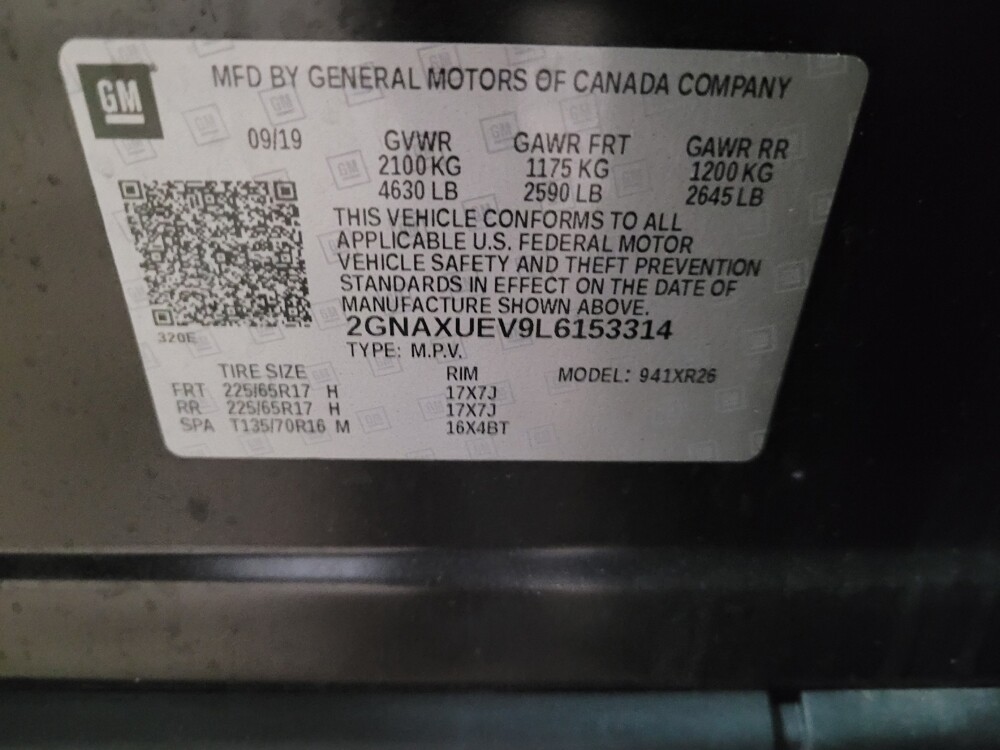 GM
MFD BY GENERAL MOTORS OF CANADA COMPANY
09/19 GVWR GAWR FRT GAWR RR
2100 KG 1175 KG 1200 KG
4630 LB 2590 LB 2645 LB
THIS VEHICLE CONFORMS TO ALL
APPLICABLE U.S. FEDERAL MOTOR
VEHICLE SAFETY AND THEFT PREVENTION
STANDARDS IN EFFECT ON THE DATE OF
MANUFACTURE SHOWN ABOVE.
2GNAXUEV9L6153314
320E
TYPE: M.P.V.
TIRE SIZE RIM MODEL: 941XR26
FRT 225/65R17 H 17X7J
RR 225/65R17 H 17X7J
SPA T135/70R16 M 16X4BT